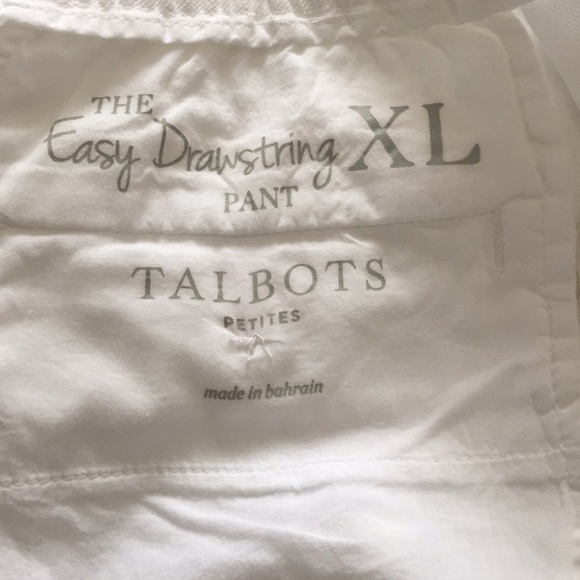 THE
Easy Drawstring XL
PANT
TALBOTS
PETITES
made in bahrain